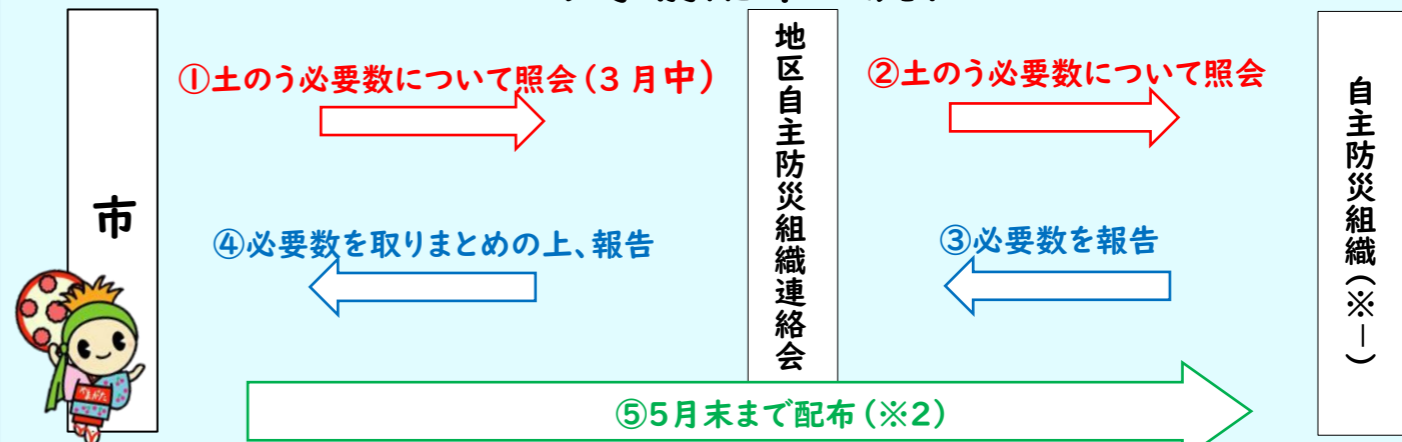 市
①土のう必要数について照会(3月中)
地区自主防災組織連絡会
②土のう必要数について照会
自主防災組織(※1)
④必要数を取りまとめの上、報告
③必要数を報告
⑤5月末まで配布(※2)